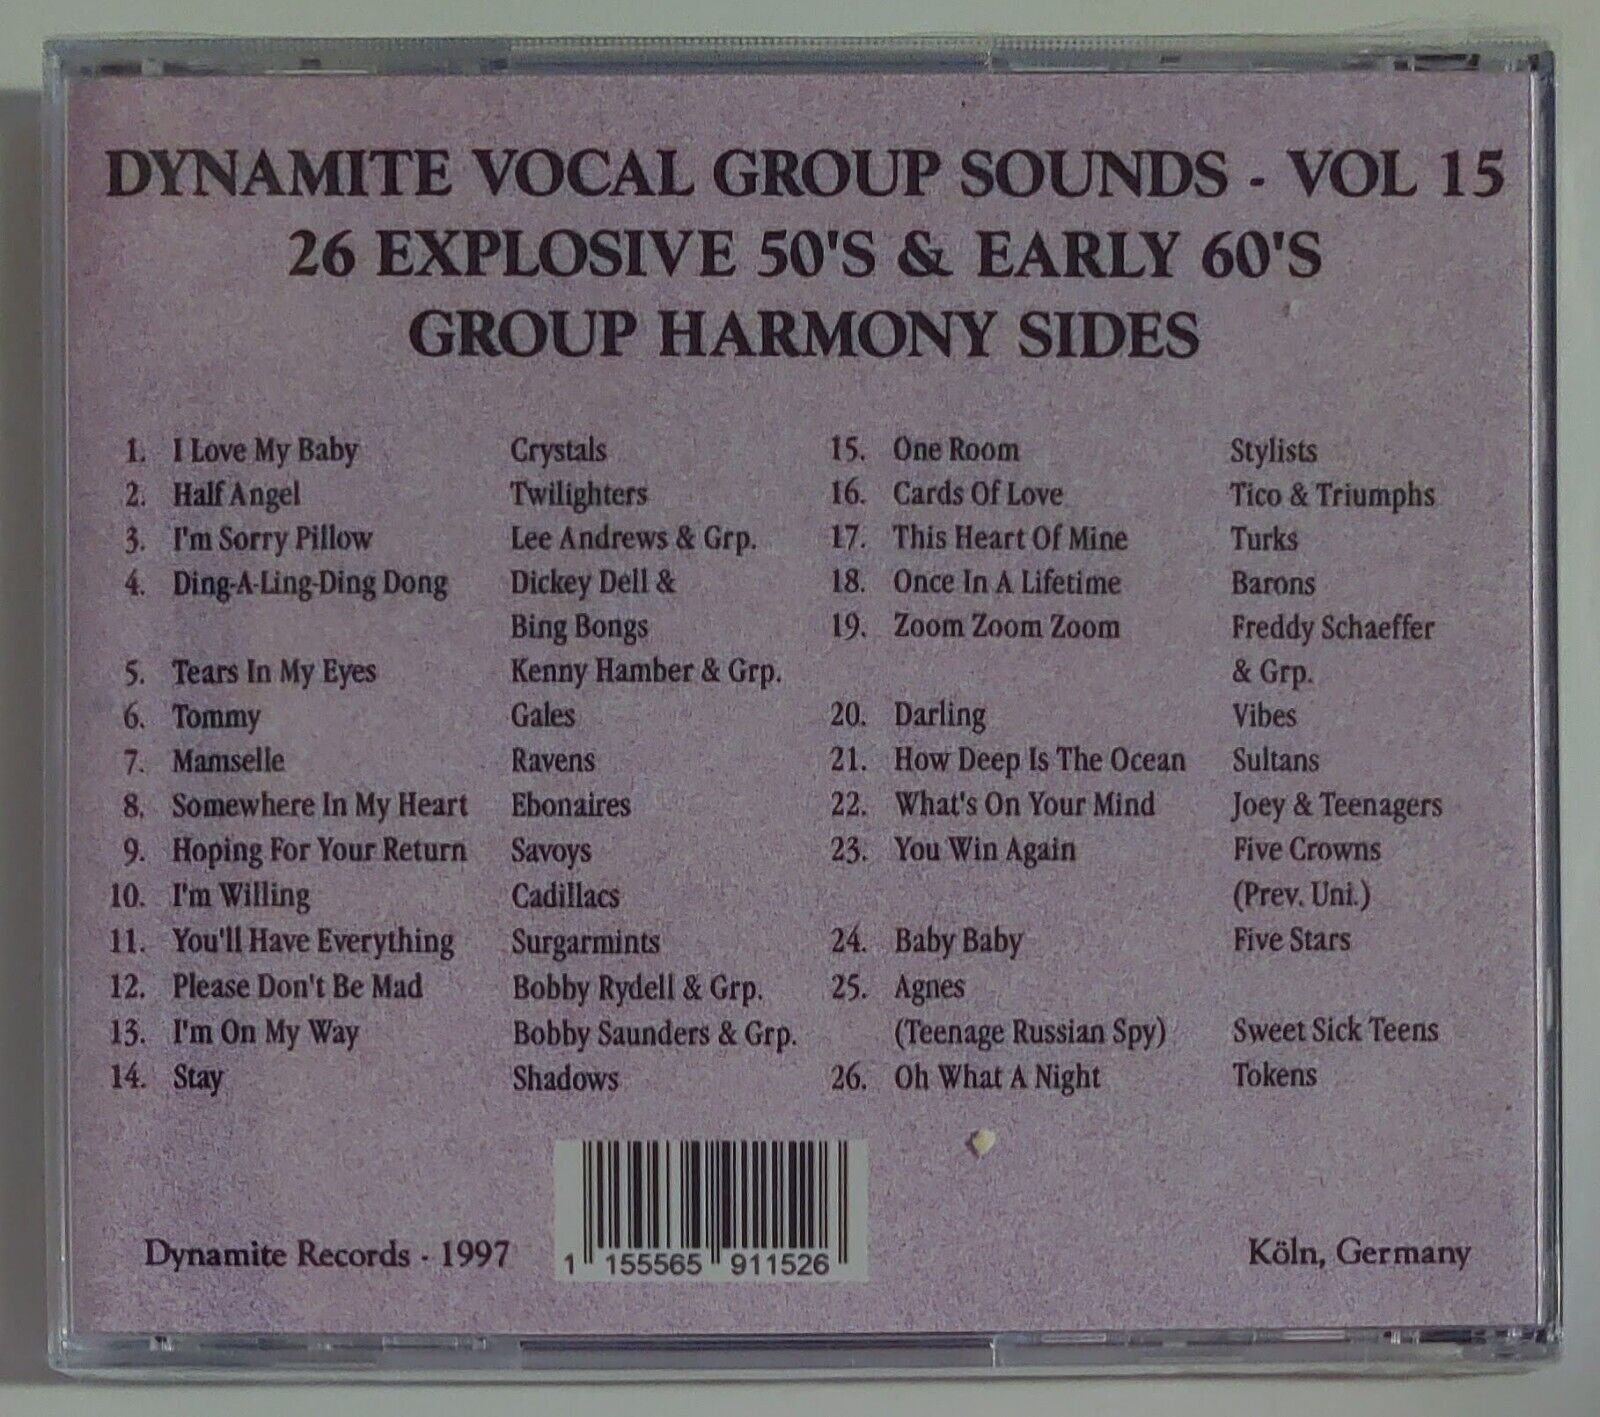 DYNAMITE VOCAL GROUP SOUNDS - VOL 15
26 EXPLOSIVE 50'S & EARLY 60'S
GROUP HARMONY SIDES
1. I Love My Baby Crystals
2. Half Angel Twilighters
3. I'm Sorry Pillow Lee Andrews & Grp.
4. Ding-A-Ling-Ding Dong Dickey Dell &
Bing Bongs
5. Tears In My Eyes Kenny Hamber & Grp.
6. Tommy Gales
7. Mamselle Ravens
8. Somewhere In My Heart Ebonaires
9. Hoping For Your Return Savoys
10. I'm Willing Cadillacs
11. You'll Have Everything Surgarmints
12. Please Don't Be Mad Bobby Rydell & Grp.
13. I'm On My Way Bobby Saunders & Grp.
14. Stay Shadows
15. One Room Stylists
16. Cards Of Love Tico & Triumphs
17. This Heart Of Mine Turks
18. Once In A Lifetime Barons
19. Zoom Zoom Zoom Freddy Schaeffer
& Grp.
20. Darling Vibes
21. How Deep Is The Ocean Sultans
22. What's On Your Mind Joey & Teenagers
23. You Win Again Five Crowns
(Prev. Uni.)
24. Baby Baby Five Stars
25. Agnes
(Teenage Russian Spy) Sweet Sick Teens
26. Oh What A Night Tokens
Dynamite Records - 1997
1 155565 911526
Köln, Germany